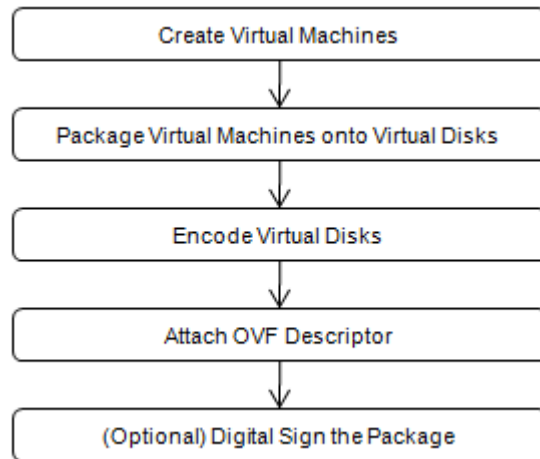 Create Virtual Machines
Package Virtual Machines onto Virtual Disks
Encode Virtual Disks
Attach OVF Descriptor
(Optional) Digital Sign the Package